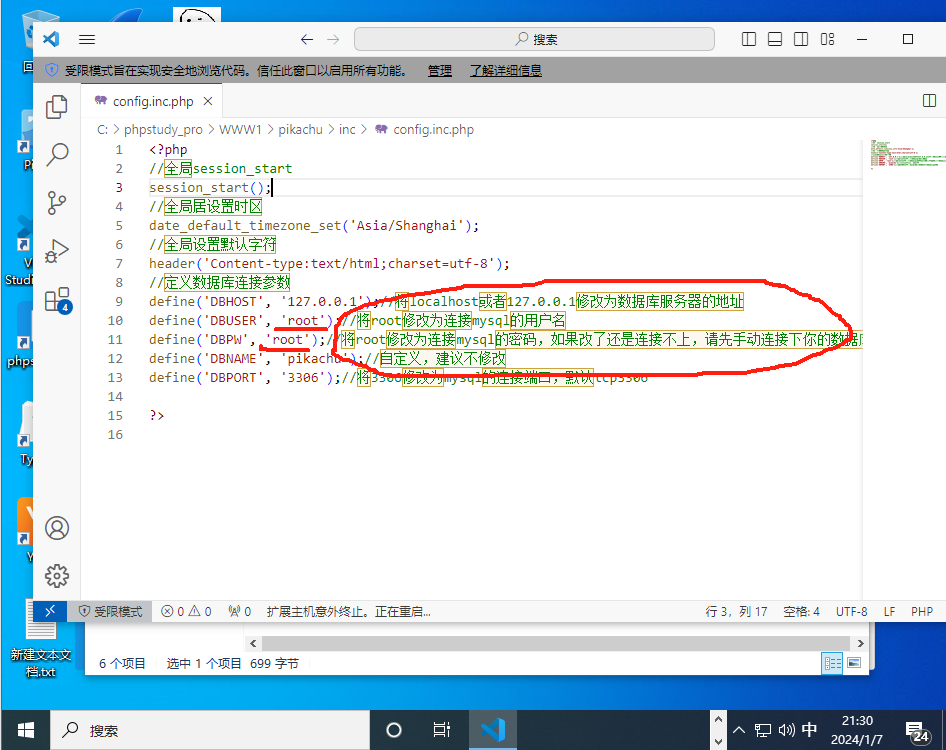 搜索
受限模式旨在实现安全地浏览代码。信任此窗口以启用所有功能。 管理 了解详细信息
config.inc.php
C: > phpstudy_pro > WWW1 > pikachu > inc > config.inc.php
1 <?php
2 //全局session_start
3 session_start();
4 //全局居设置时区
5 date_default_timezone_set('Asia/Shanghai');
6 //全局设置默认字符
7 header('Content-type:text/html;charset=utf-8');
8 //定义数据库连接参数
9 define('DBHOST', '127.0.0.1');//将localhost或者127.0.0.1修改为数据库服务器的地址
10 define('DBUSER', 'root');//将root修改为连接mysql的用户名
11 define('DBPW', 'root');//将root修改为连接mysql的密码，如果改了还是连接不上，请先手动连接下你的数据
12 define('DBNAME', 'pikachu');//自定义，建议不修改
13 define('DBPORT', '3306');//将3306修改为mysql的连接端口，默认tcp3306
14
15 ?>
16
4
受限模式 0 0 0 扩展主机意外终止。正在重启... 行 3，列 17 空格: 4 UTF-8 LF PHP
新建文本文
档.txt
6 个项目 选中 1 个项目 699 字节
搜索
中
21:30
2024/1/7
24